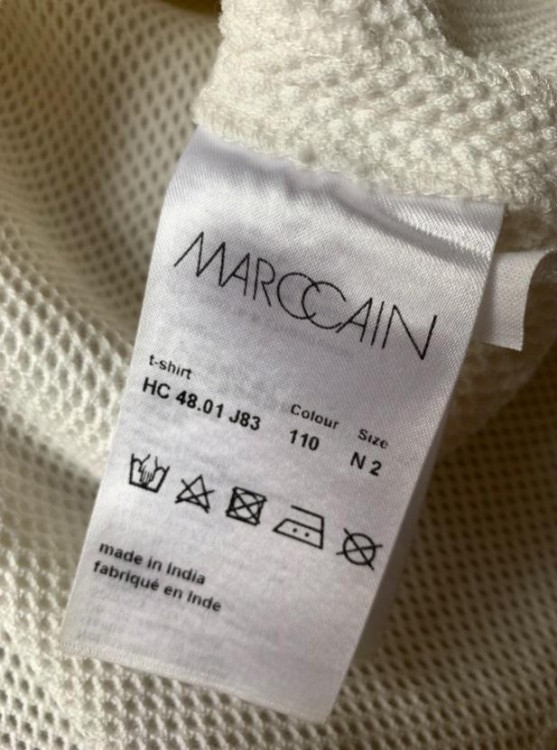 MARCCAIN
t-shirt Colour Size
HC 48.01 J83 110 N 2
made in India
fabriqué en Inde